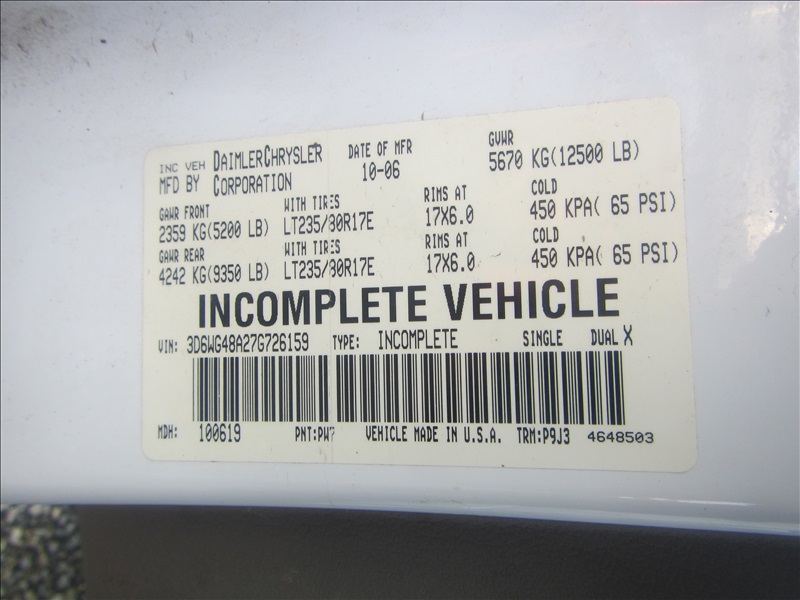 INC VEH DAIMLERCHRYSLER DATE OF MFR GVWR
MFD BY CORPORATION 10-06 5670 KG(12500 LB)
GAWR FRONT WITH TIRES RIMS AT COLD
2359 KG(5200 LB) LT235/80R17E 17X6.0 450 KPA( 65 PSI)
GAWR REAR WITH TIRES RIMS AT COLD
4242 KG(9350 LB) LT235/80R17E 17X6.0 450 KPA( 65 PSI)
INCOMPLETE VEHICLE
VIN: 3D6WG48A27G726159 TYPE: INCOMPLETE SINGLE DUAL X
MDH: 100619 PNT:PW7 VEHICLE MADE IN U.S.A. TRM:P9J3 4648503